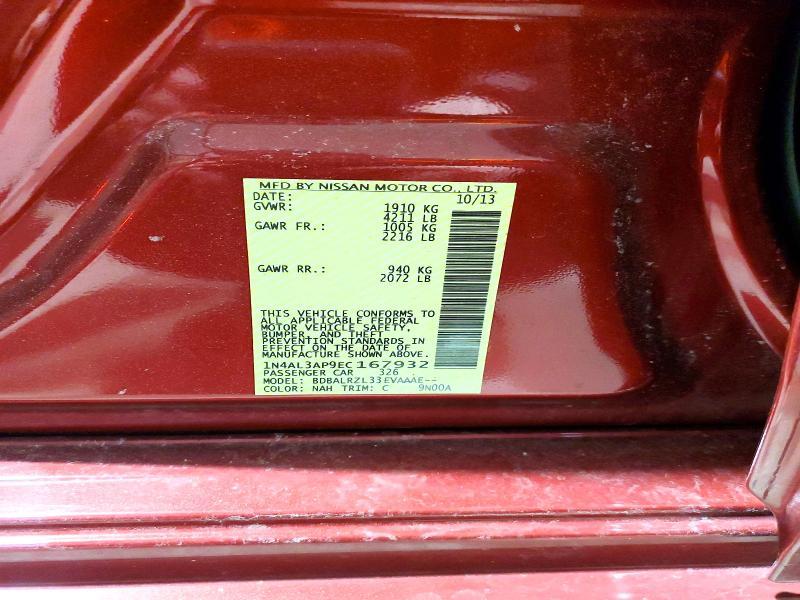 MFD BY NISSAN MOTOR CO., LTD.
DATE: 10/13
GVWR: 1910 KG
4211 LB
GAWR FR.: 1005 KG
2216 LB
GAWR RR.: 940 KG
2072 LB
THIS VEHICLE CONFORMS TO
ALL APPLICABLE FEDERAL
MOTOR VEHICLE SAFETY,
BUMPER, AND THEFT
PREVENTION STANDARDS IN
EFFECT ON THE DATE OF
MANUFACTURE SHOWN ABOVE.
1N4AL3AP9EC167932
PASSENGER CAR 326
MODEL: BDBALRZL33EVAAAE--
COLOR: NAH TRIM: C 9N00A